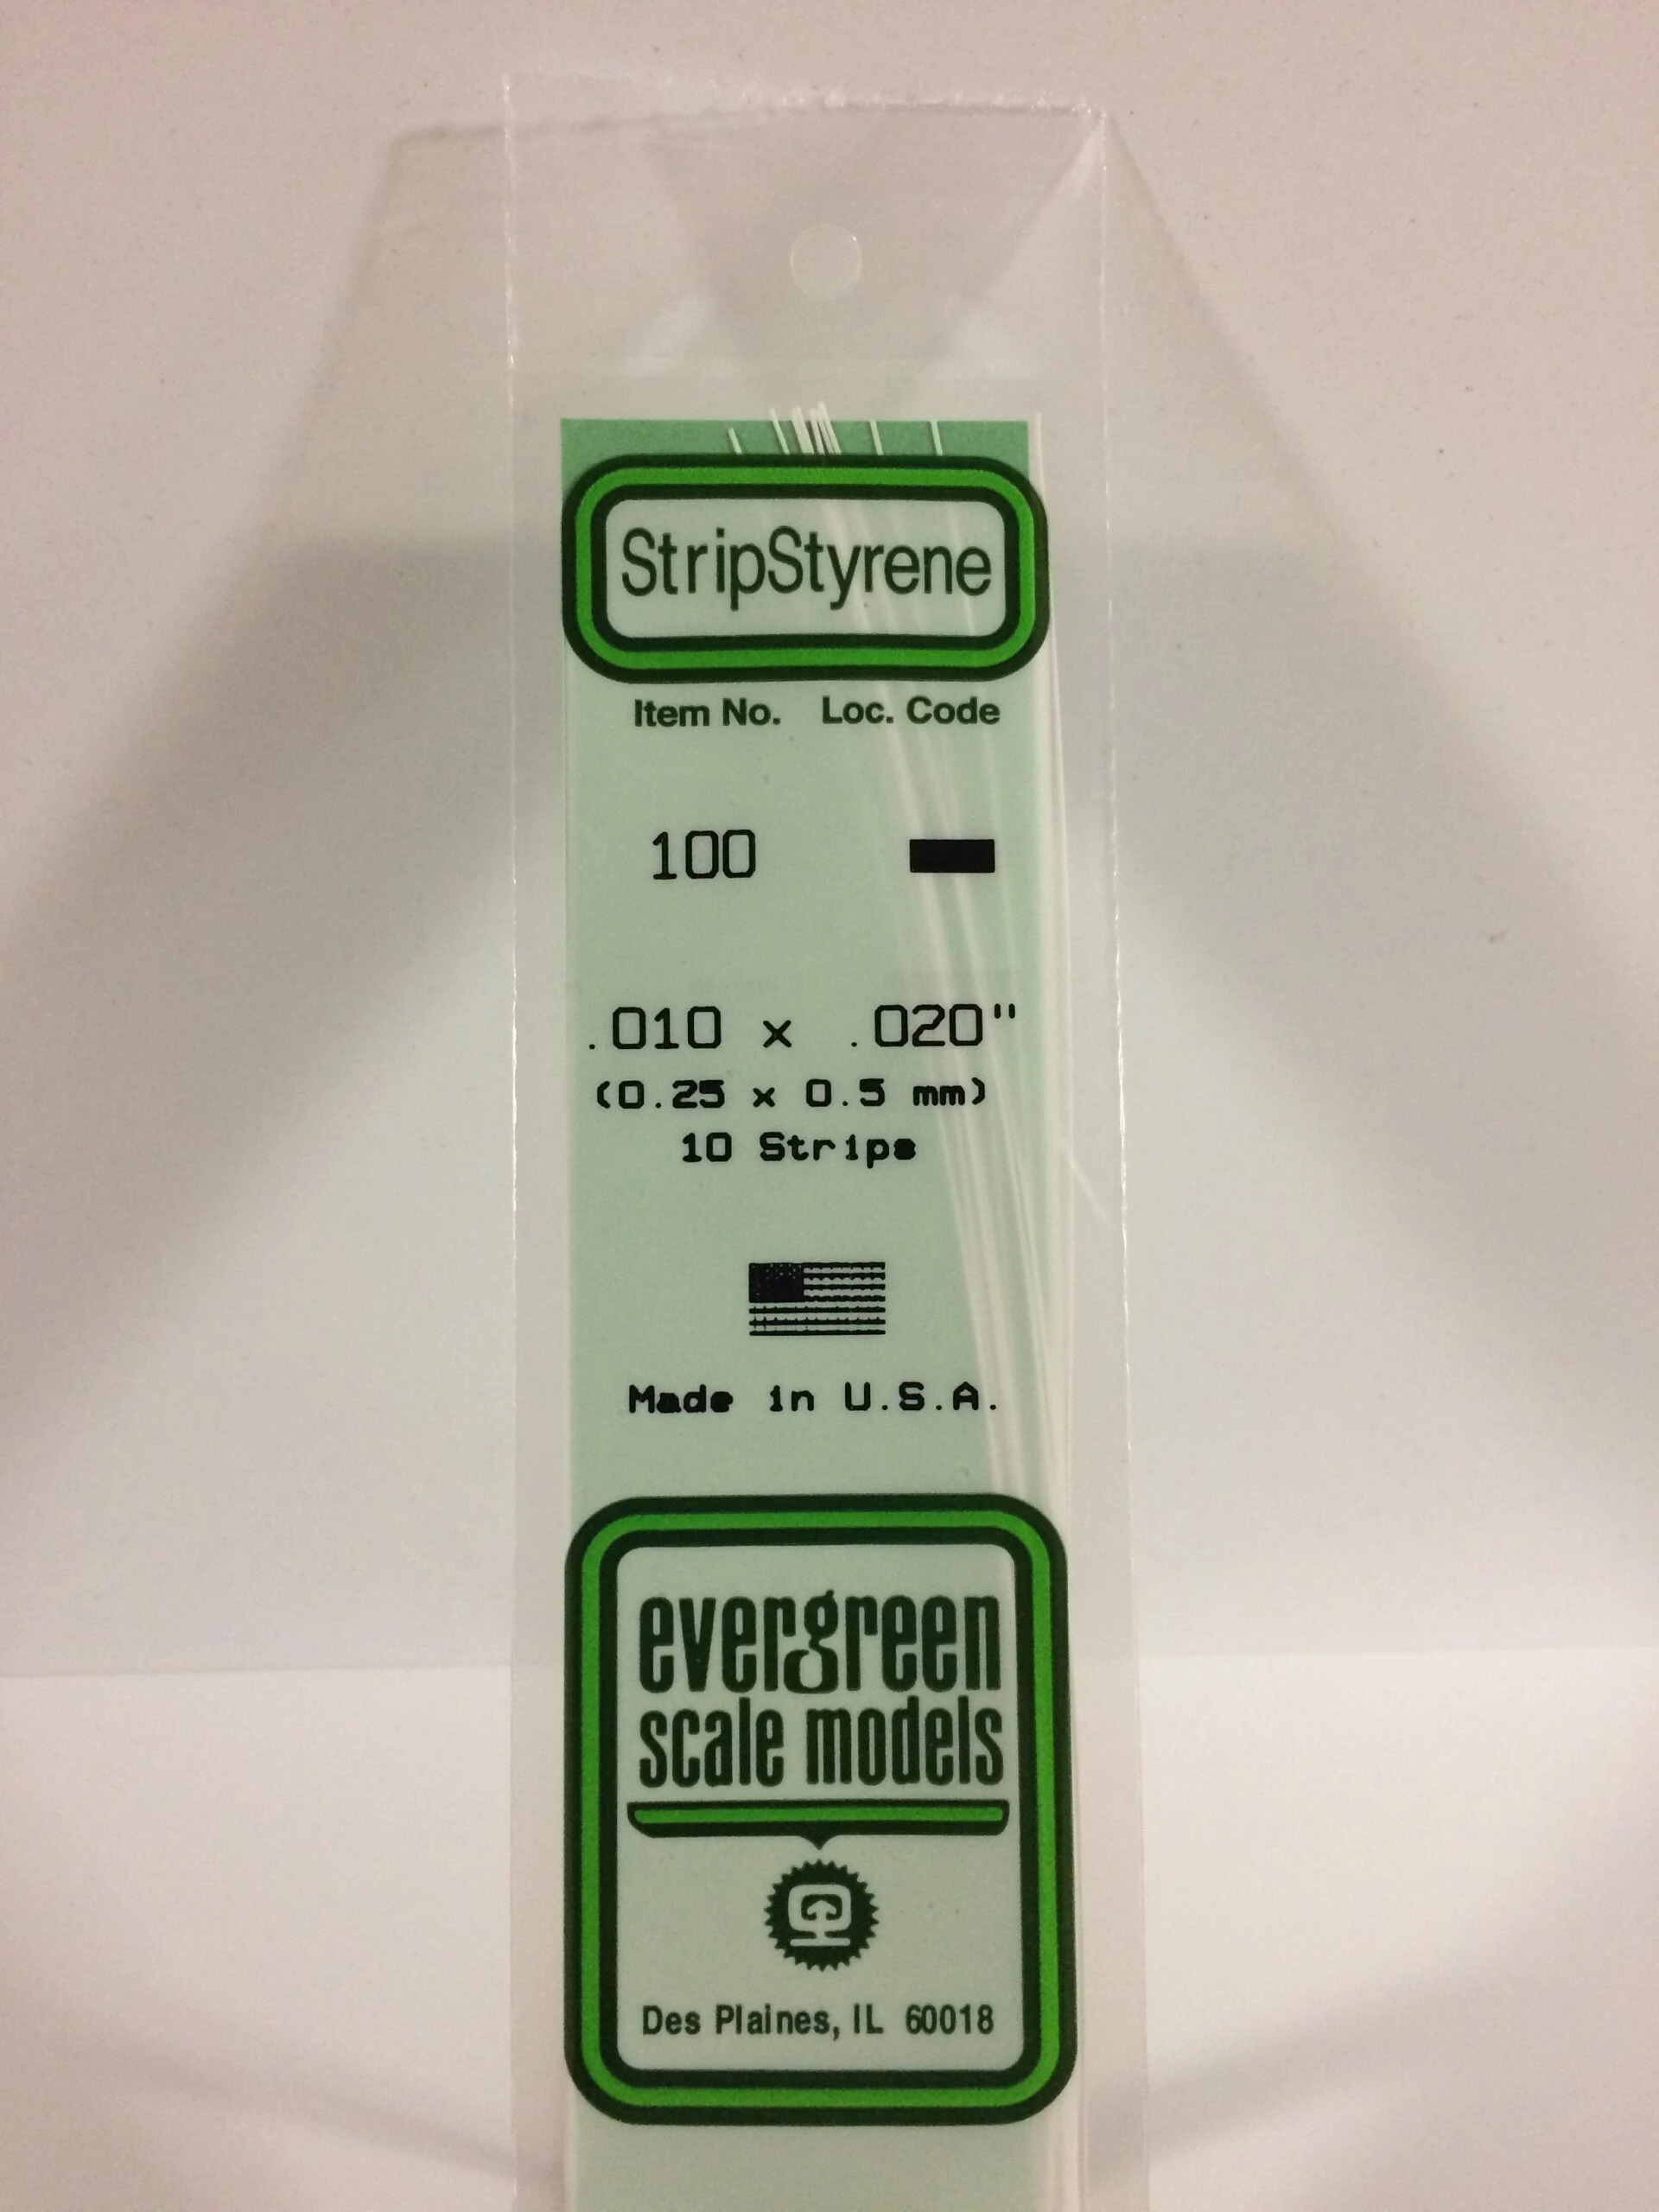 StripStyrene
Item No. Loc. Code
100
.010 x .020"
(0.25 x 0.5 mm)
10 Strips
Made in U.S.A.
evergreen
scale models
Des Plaines, IL 60018